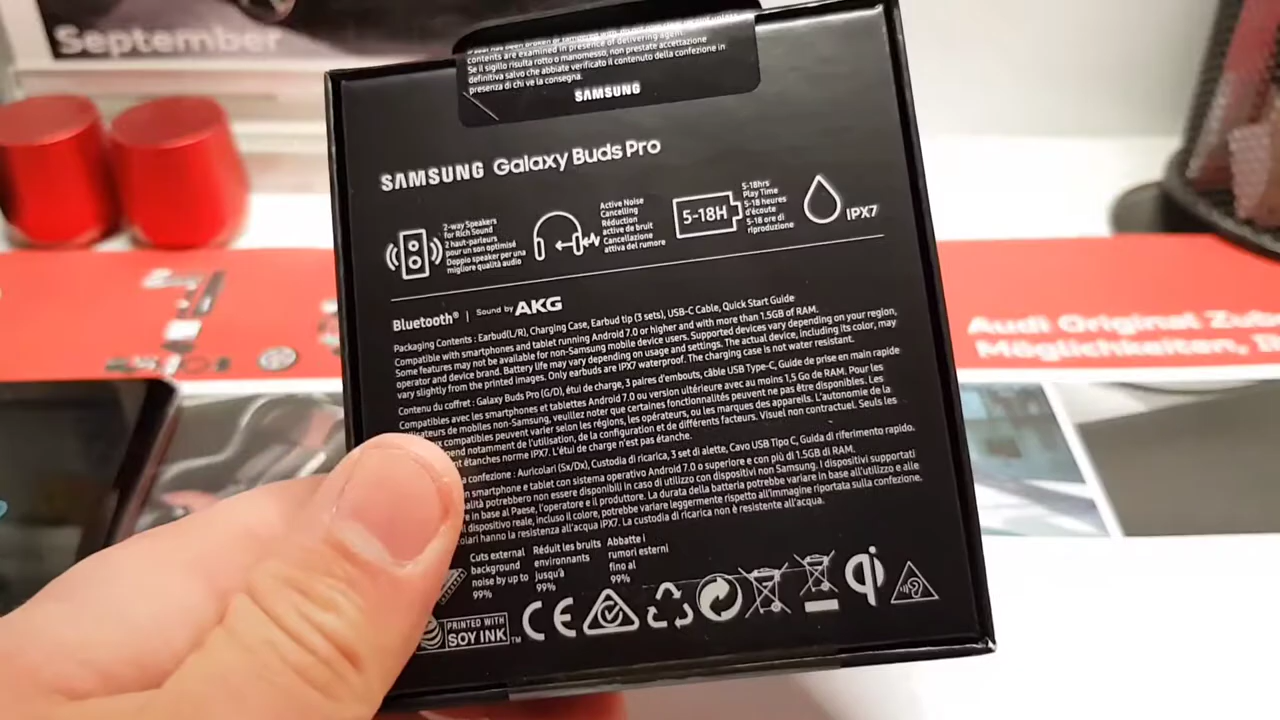 September
contents are examined in presence of delivering agent.
Se il sigillo risulta rotto o manomesso, non prestate accettazione
definitiva salvo che abbiate verificato il contenuto della confezione in
presenza di chi ve la consegna.
SAMSUNG
SAMSUNG Galaxy Buds Pro
2-way Speakers
for Rich Sound
2 haut-parleurs
pour un son optimisé
Doppio speaker per una
migliore qualità audio
Active Noise
Cancelling
Réduction
active de bruit
Cancellazione
attiva del rumore
5-18H
5-18hrs
Play Time
5-18 heures
d'écoute
5-18 ore di
riproduzione
IPX7
Bluetooth® | Sound by AKG
Packaging Contents : Earbud(L/R), Charging Case, Earbud tip (3 sets), USB-C Cable, Quick Start Guide
Compatible with smartphones and tablet running Android 7.0 or higher and with more than 1.5GB of RAM.
Some features may not be available for non-Samsung mobile device users. Supported devices vary depending on your region,
operator and device brand. Battery life may vary depending on usage and settings. The actual device, including its color, may
vary slightly from the printed images. Only earbuds are IPX7 waterproof. The charging case is not water resistant.
Contenu du coffret : Galaxy Buds Pro (G/D), étui de charge, 3 paires d'embouts, câble USB Type-C, Guide de prise en main rapide
Compatibles avec les smartphones et tablettes Android 7.0 ou version ultérieure avec au moins 1,5 Go de RAM. Pour les
utilisateurs de mobiles non-Samsung, veuillez noter que certaines fonctionnalités peuvent ne pas être disponibles. Les
compatibles peuvent varier selon les régions, les opérateurs, ou les marques des appareils. L'autonomie de la
notamment de l'utilisation, de la configuration et de différents facteurs. Visuel non contractuel. Seuls les
étanches norme IPX7. L'étui de charge n'est pas étanche.
confezione : Auricolari (Sx/Dx), Custodia di ricarica, 3 set di alette, Cavo USB Tipo C, Guida di riferimento rapido.
smartphone e tablet con sistema operativo Android 7.0 o superiore e con più di 1.5GB di RAM.
potrebbero non essere disponibili in caso di utilizzo con dispositivi non Samsung. I dispositivi supportati
in base al Paese, l'operatore e il produttore. La durata della batteria potrebbe variare in base all'utilizzo e alle
dispositivo reale, incluso il colore, potrebbe variare leggermente rispetto all'immagine riportata sulla confezione.
hanno la resistenza all'acqua IPX7. La custodia di ricarica non è resistente all'acqua.
Cuts external
background
noise by up to
99%
Réduit les bruits
environnants
jusqu'à
99%
Abbatte i
rumori esterni
fino al
99%
PRINTED WITH
SOY INK™
CE
qi
Audi Original Zube
Möglichkeiten, I